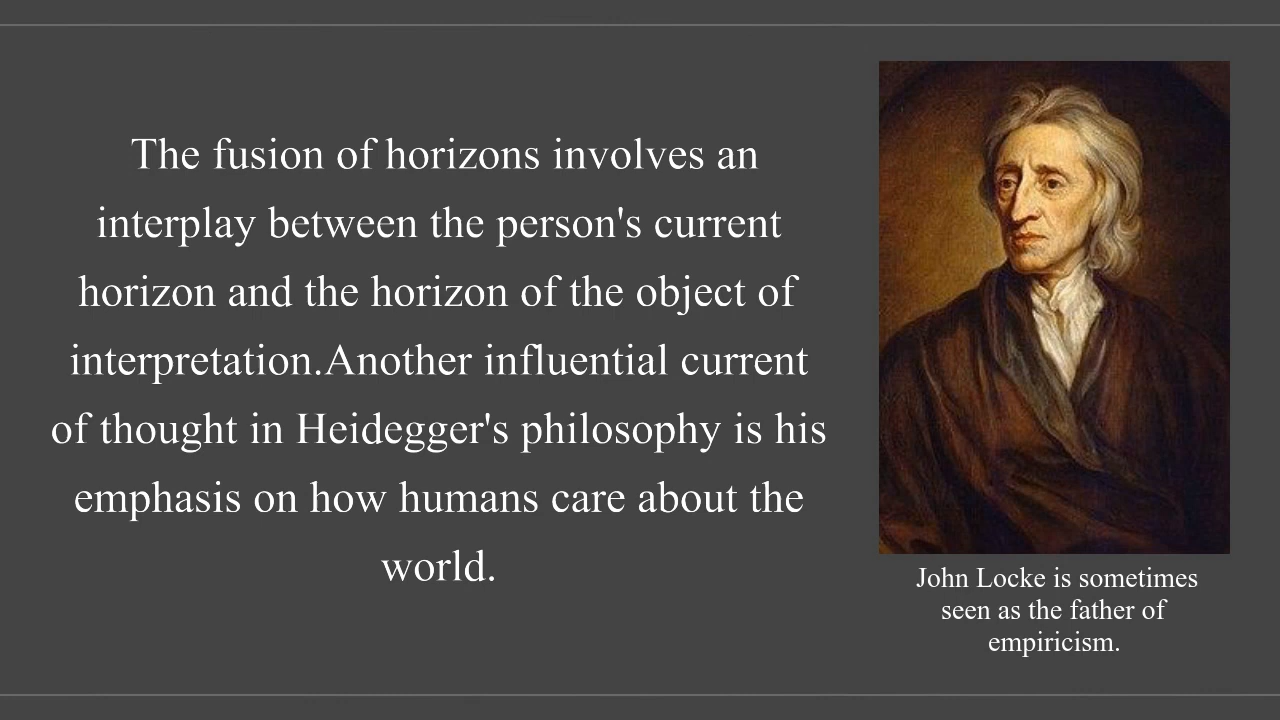 The fusion of horizons involves an
interplay between the person's current
horizon and the horizon of the object of
interpretation.Another influential current
of thought in Heidegger's philosophy is his
emphasis on how humans care about the
world.
John Locke is sometimes
seen as the father of
empiricism.